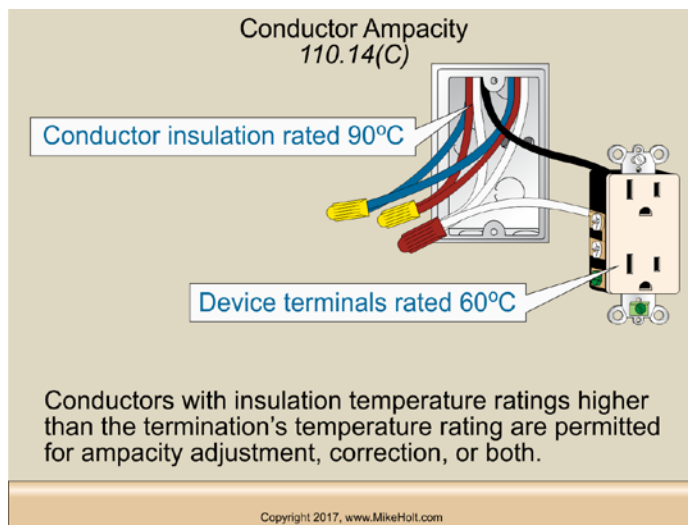 Conductor Ampacity
110.14(C)
Conductor insulation rated 90ºC
Device terminals rated 60ºC
Conductors with insulation temperature ratings higher
than the termination’s temperature rating are permitted
for ampacity adjustment, correction, or both.
Copyright 2017, www.MikeHolt.com